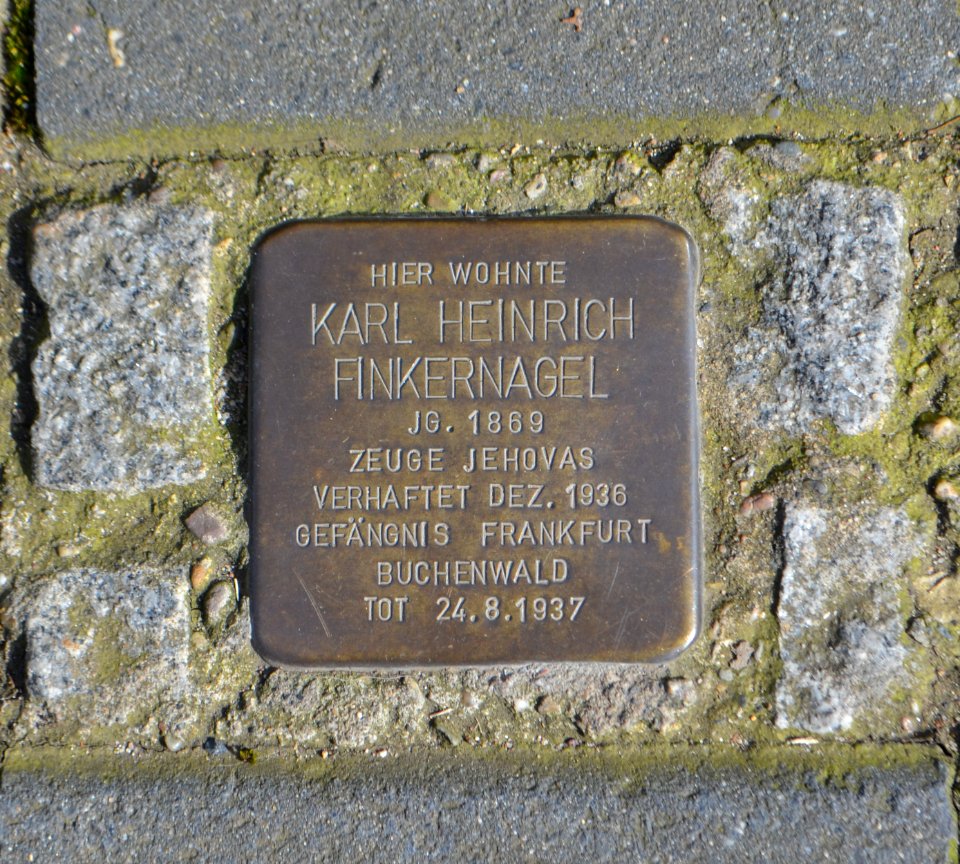 HIER WOHNTE
KARL HEINRICH
FINKERNAGEL
JG. 1869
ZEUGE JEHOVAS
VERHAFTET DEZ. 1936
GEFÄNGNIS FRANKFURT
BUCHENWALD
TOT 24.8.1937